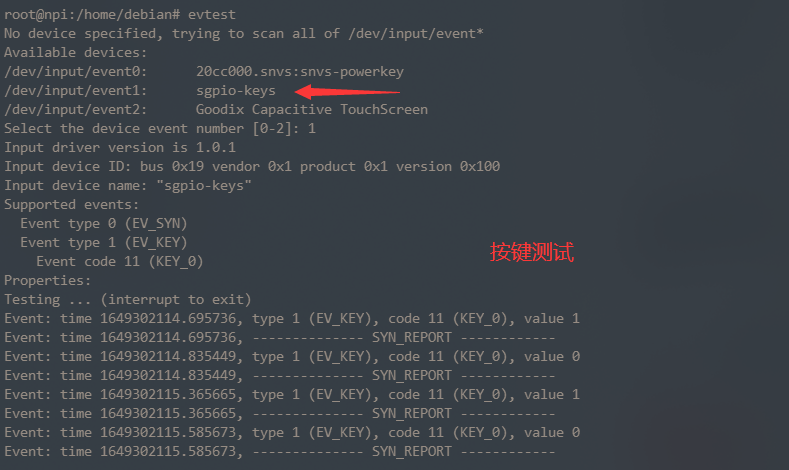 root@npi:/home/debian# evtest
No device specified, trying to scan all of /dev/input/event*
Available devices:
/dev/input/event0:      20cc000.snvs:snvs-powerkey
/dev/input/event1:      sgpio-keys
/dev/input/event2:      Goodix Capacitive TouchScreen
Select the device event number [0-2]: 1
Input driver version is 1.0.1
Input device ID: bus 0x19 vendor 0x1 product 0x1 version 0x100
Input device name: "sgpio-keys"
Supported events:
  Event type 0 (EV_SYN)
  Event type 1 (EV_KEY)
    Event code 11 (KEY_0)
按键测试
Properties:
Testing ... (interrupt to exit)
Event: time 1649302114.695736, type 1 (EV_KEY), code 11 (KEY_0), value 1
Event: time 1649302114.695736, -------------- SYN_REPORT ------------
Event: time 1649302114.835449, type 1 (EV_KEY), code 11 (KEY_0), value 0
Event: time 1649302114.835449, -------------- SYN_REPORT ------------
Event: time 1649302115.365665, type 1 (EV_KEY), code 11 (KEY_0), value 1
Event: time 1649302115.365665, -------------- SYN_REPORT ------------
Event: time 1649302115.585673, type 1 (EV_KEY), code 11 (KEY_0), value 0
Event: time 1649302115.585673, -------------- SYN_REPORT ------------